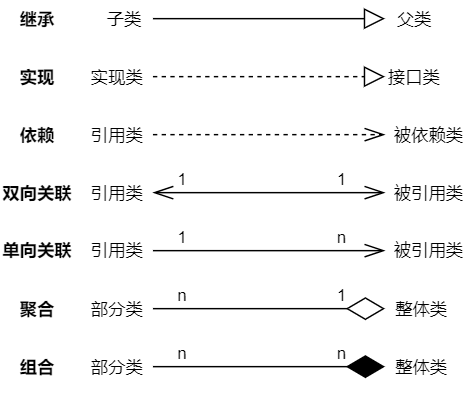 继承 子类 父类
实现 实现类 接口类
依赖 引用类 被依赖类
双向关联 引用类 1 1 被引用类
单向关联 引用类 1 n 被引用类
聚合 部分类 n 1 整体类
组合 部分类 n n 整体类